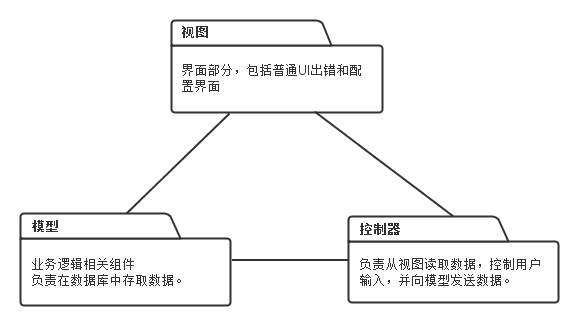 视图
界面部分，包括普通UI出错和配
置界面
模型
业务逻辑相关组件
负责在数据库中存取数据。
控制器
负责从视图读取数据，控制用户
输入，并向模型发送数据。